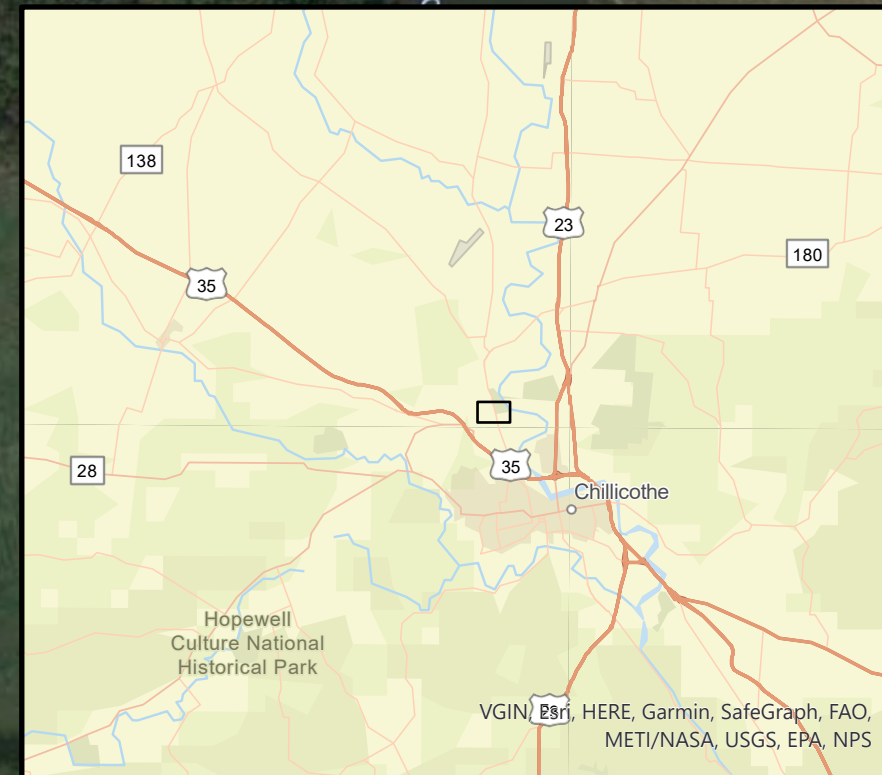 138
23
180
35
28
35
Chillicothe
Hopewell
Culture National
Historical Park
VGIN, Esri, HERE, Garmin, SafeGraph, FAO,
METI/NASA, USGS, EPA, NPS